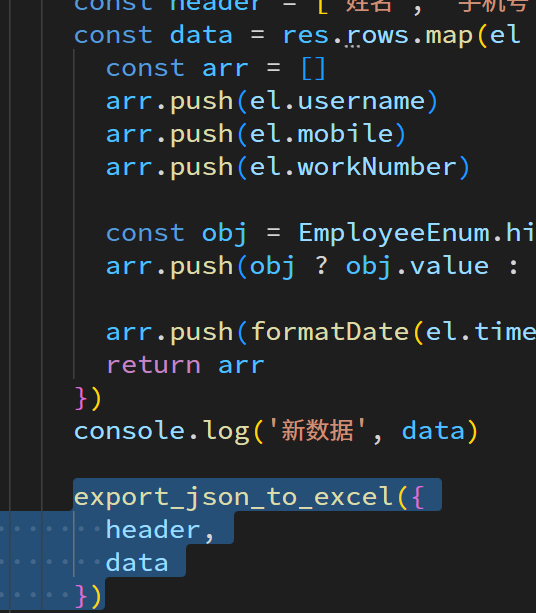 const header = ['姓名', '手机号
const data = res.rows.map(el
const arr = []
arr.push(el.username)
arr.push(el.mobile)
arr.push(el.workNumber)
const obj = EmployeeEnum.hi
arr.push(obj ? obj.value :
arr.push(formatDate(el.time
return arr
})
console.log('新数据', data)
export_json_to_excel({
header,
data
})